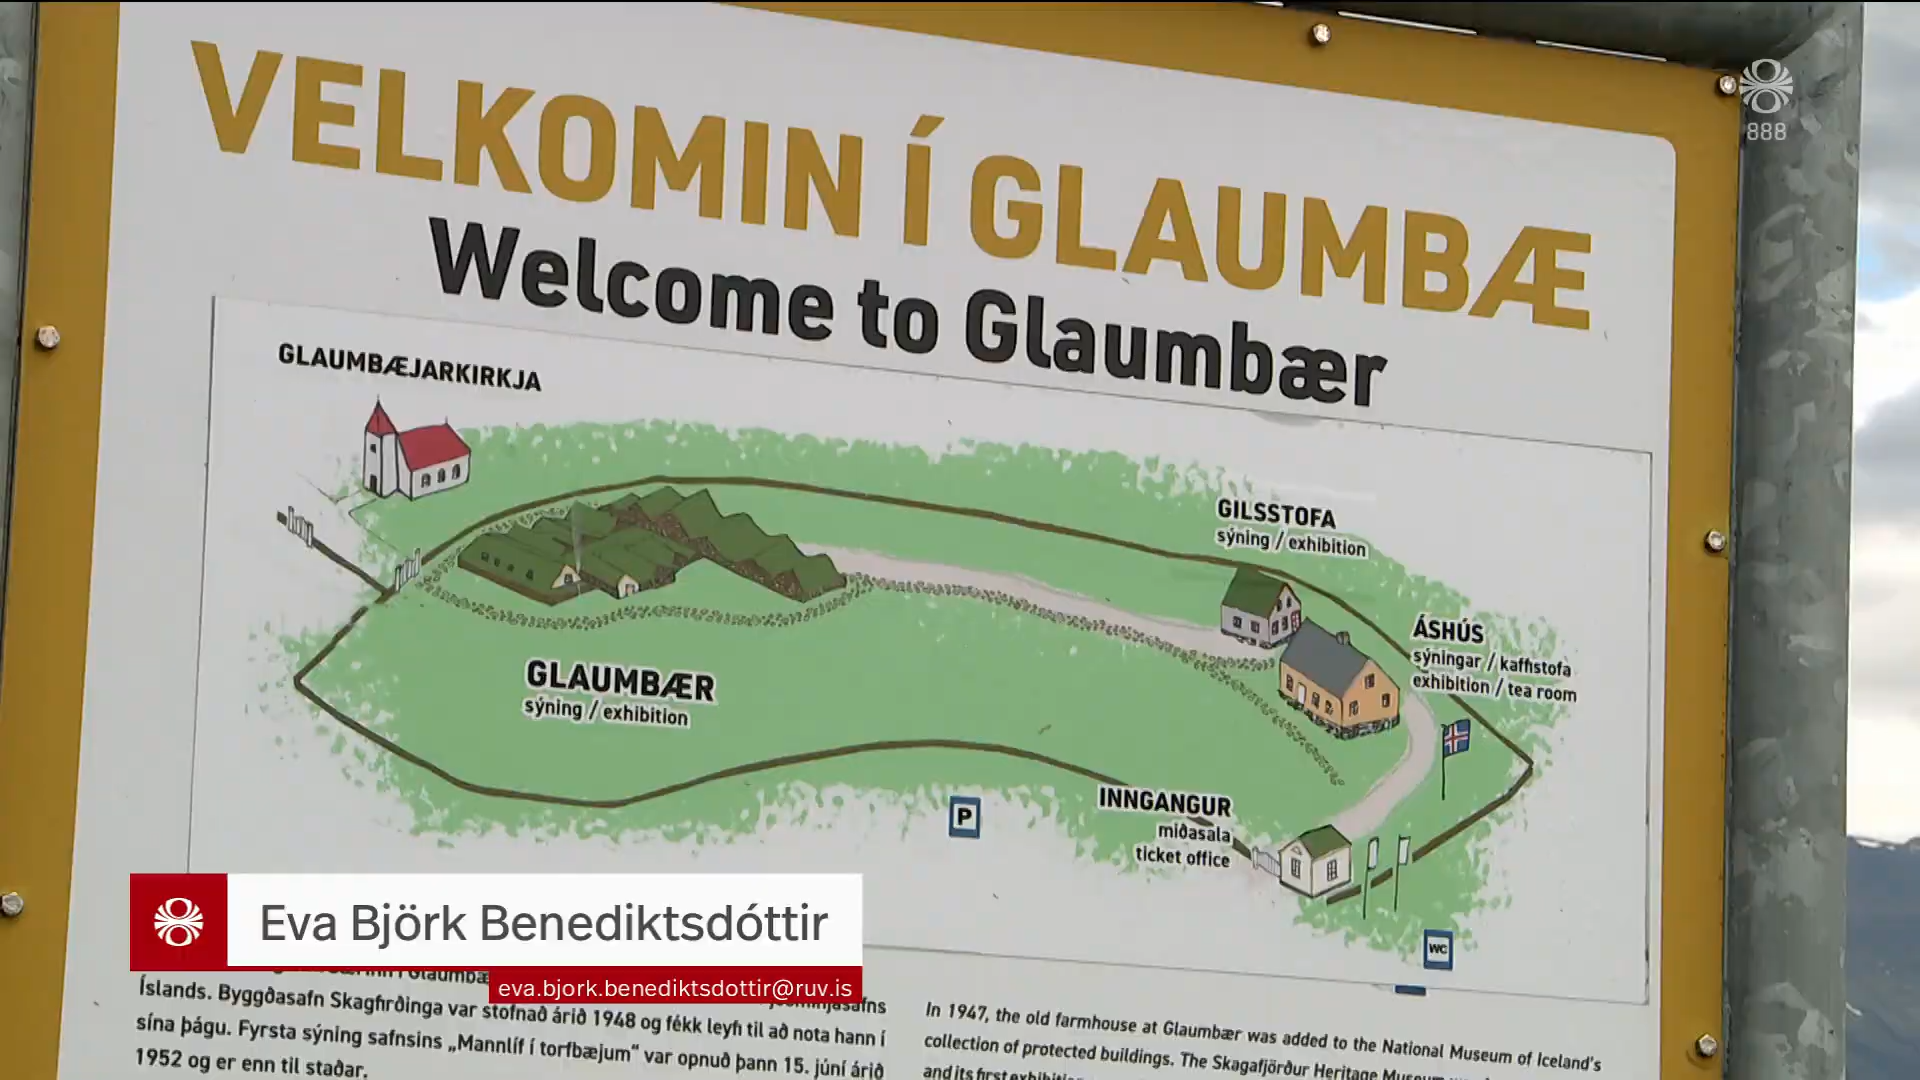 VELKOMIN Í GLAUMBÆ
Welcome to Glaumbær
888
GLAUMBÆJARKIRKJA
GILSSTOFA
sýning / exhibition
ÁSHÚS
sýningar / kaffistofa
exhibition / tea room
GLAUMBÆR
sýning / exhibition
P
INNGANGUR
miðasala
ticket office
WC
Eva Björk Benediktsdóttir
eva.bjork.benediktsdottir@ruv.is
Íslands. Byggðasafn Skagfirðinga var stofnað árið 1948 og fékk leyfi til að nota hann í
sína þágu. Fyrsta sýning safnsins „Mannlíf í torfbæjum“ var opnuð þann 15. júní árið
1952 og er enn til staðar.
In 1947, the old farmhouse at Glaumbær was added to the National Museum of Iceland's
collection of protected buildings. The Skagafjörður Heritage Museum
and its first